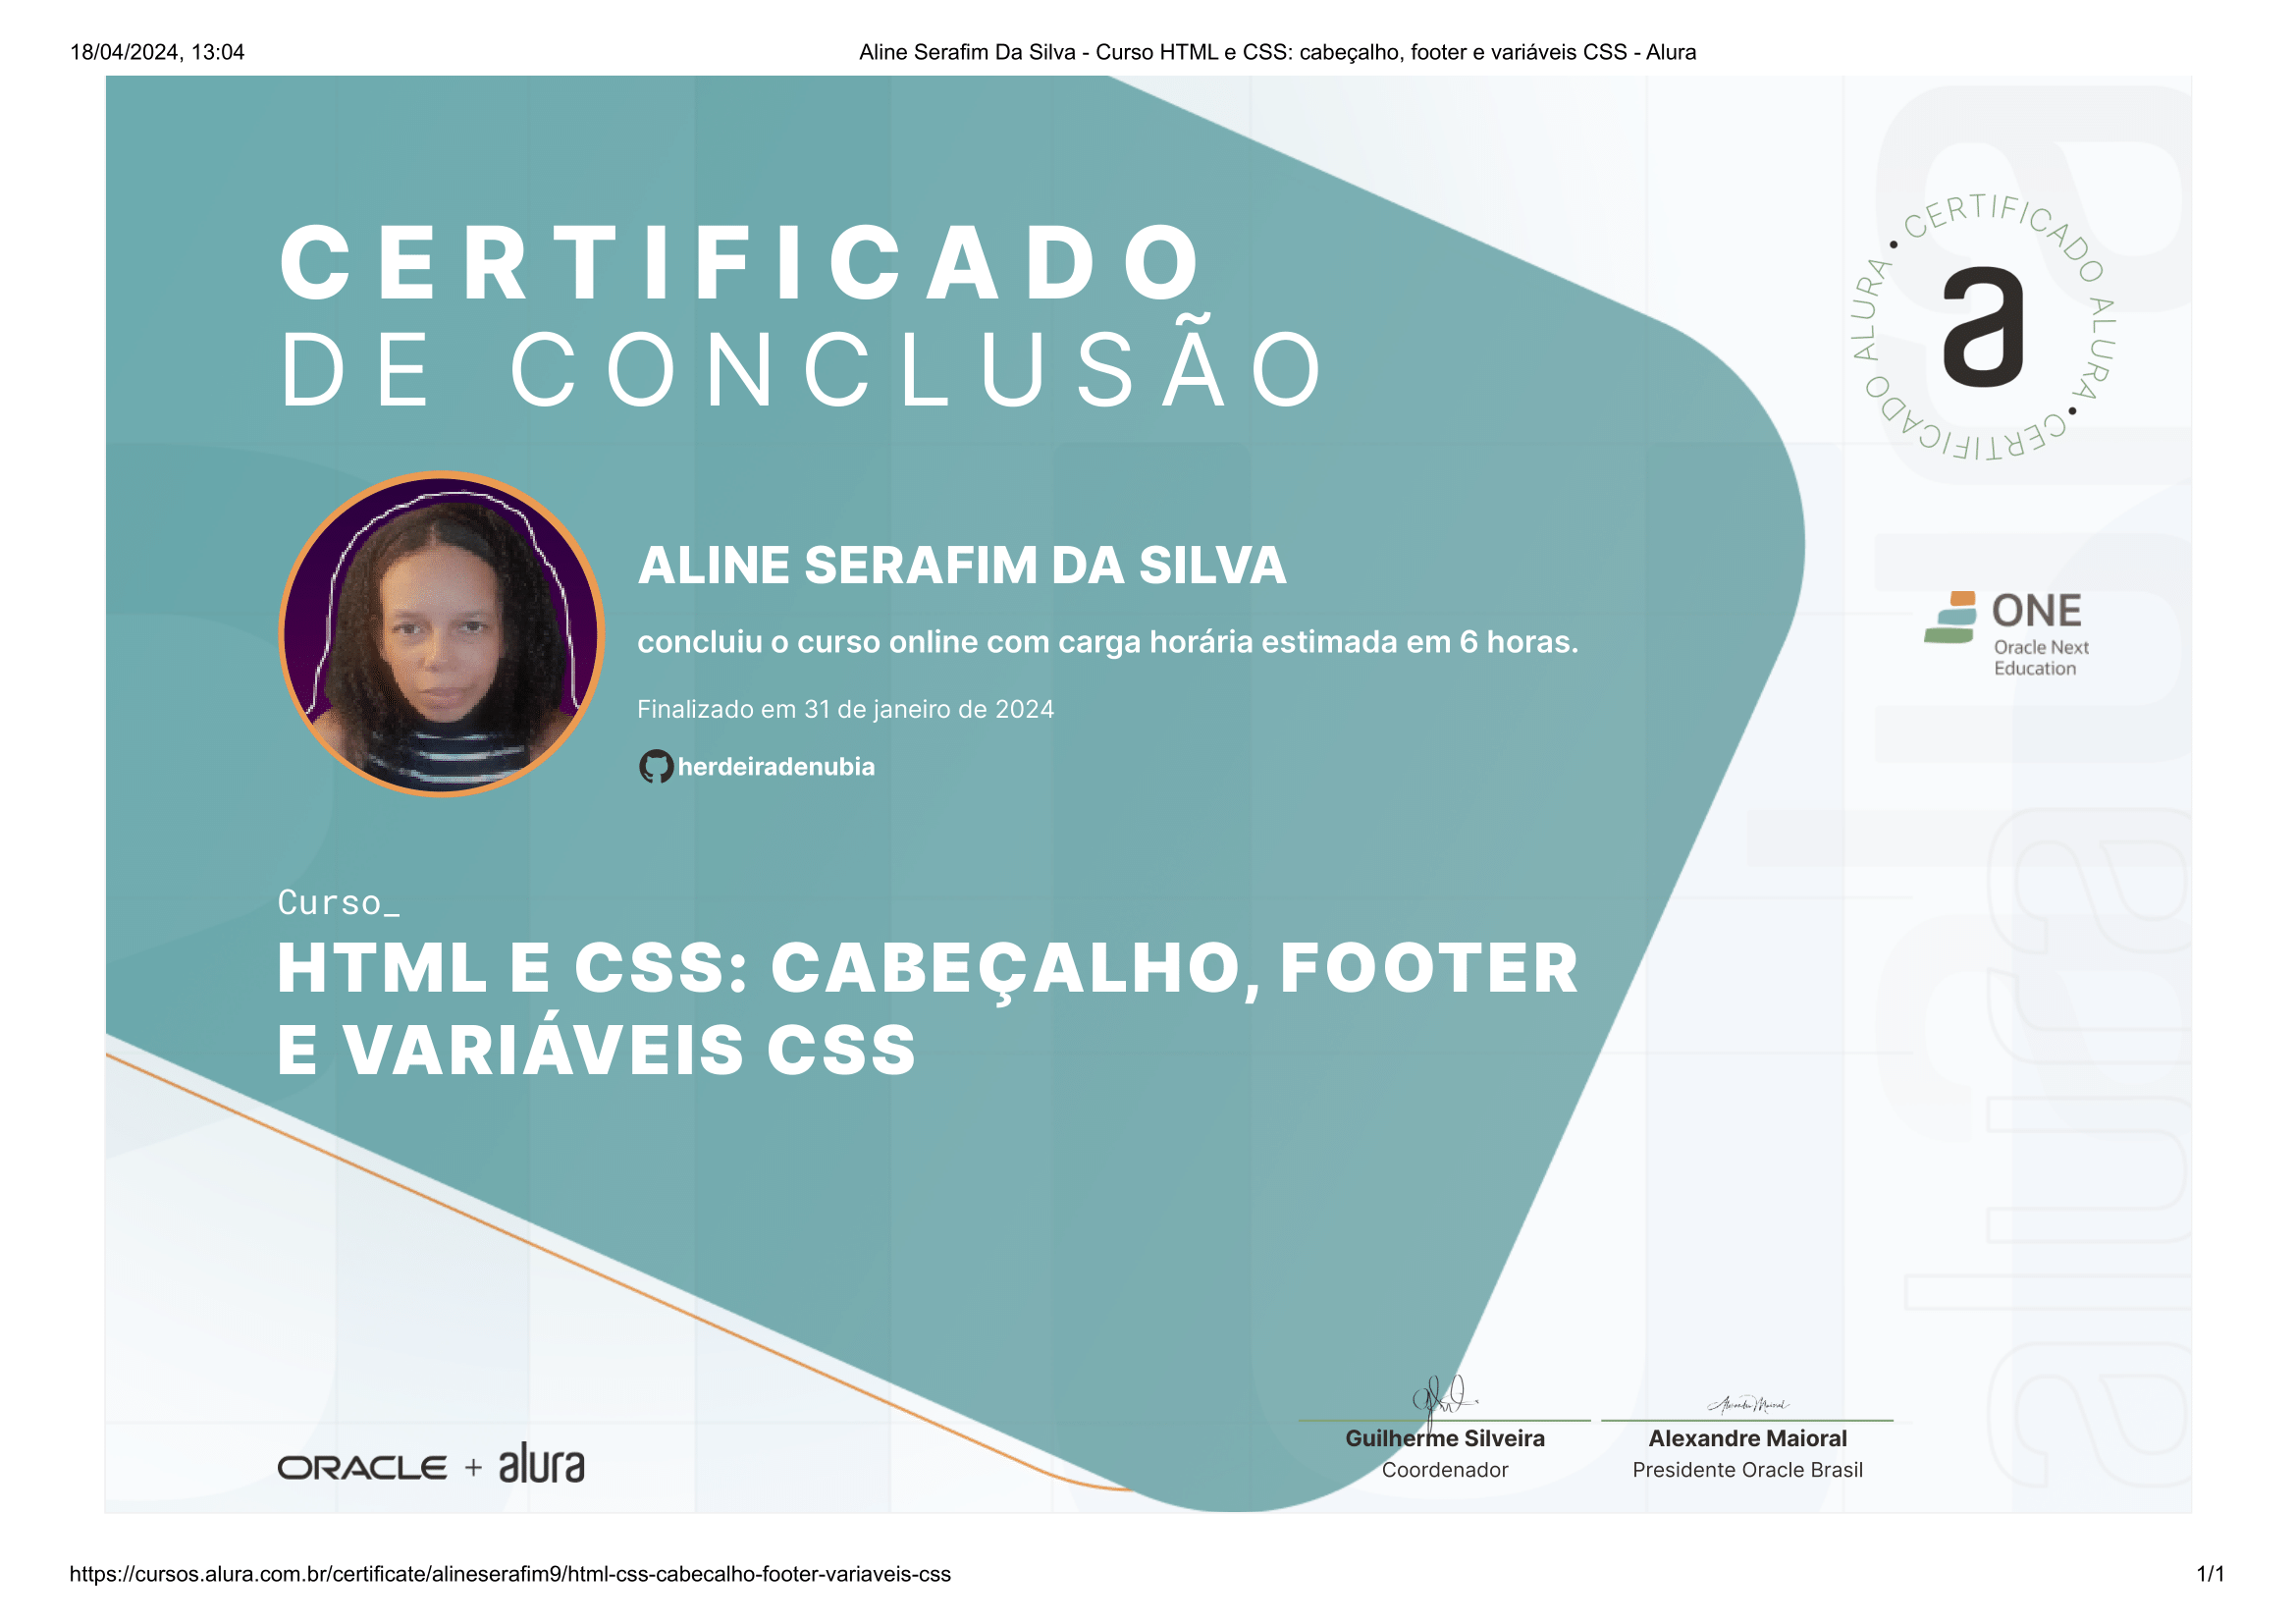 18/04/2024, 13:04
Aline Serafim Da Silva - Curso HTML e CSS: cabeçalho, footer e variáveis CSS - Alura
CERTIFICADO
DE CONCLUSÃO
• CERTIFICADO ALURA • CERTIFICADO ALURA
a
ALINE SERAFIM DA SILVA
concluiu o curso online com carga horária estimada em 6 horas.
Finalizado em 31 de janeiro de 2024
herdeiradenubia
ONE
Oracle Next
Education
Curso_
HTML E CSS: CABEÇALHO, FOOTER
E VARIÁVEIS CSS
alura
alura
ORACLE + alura
Guilherme Silveira
Coordenador
Alexandre Maioral
Alexandre Maioral
Presidente Oracle Brasil
https://cursos.alura.com.br/certificate/alineserafim9/html-css-cabecalho-footer-variaveis-css
1/1